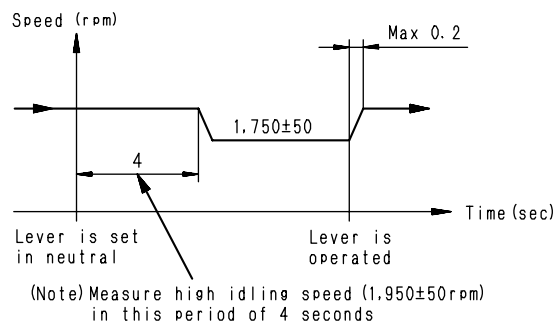 Speed (rpm)
Max 0.2
1,750±50
4
Time (sec)
Lever is set
in neutral
Lever is
operated
(Note) Measure high idling speed (1,950±50rpm)
in this period of 4 seconds